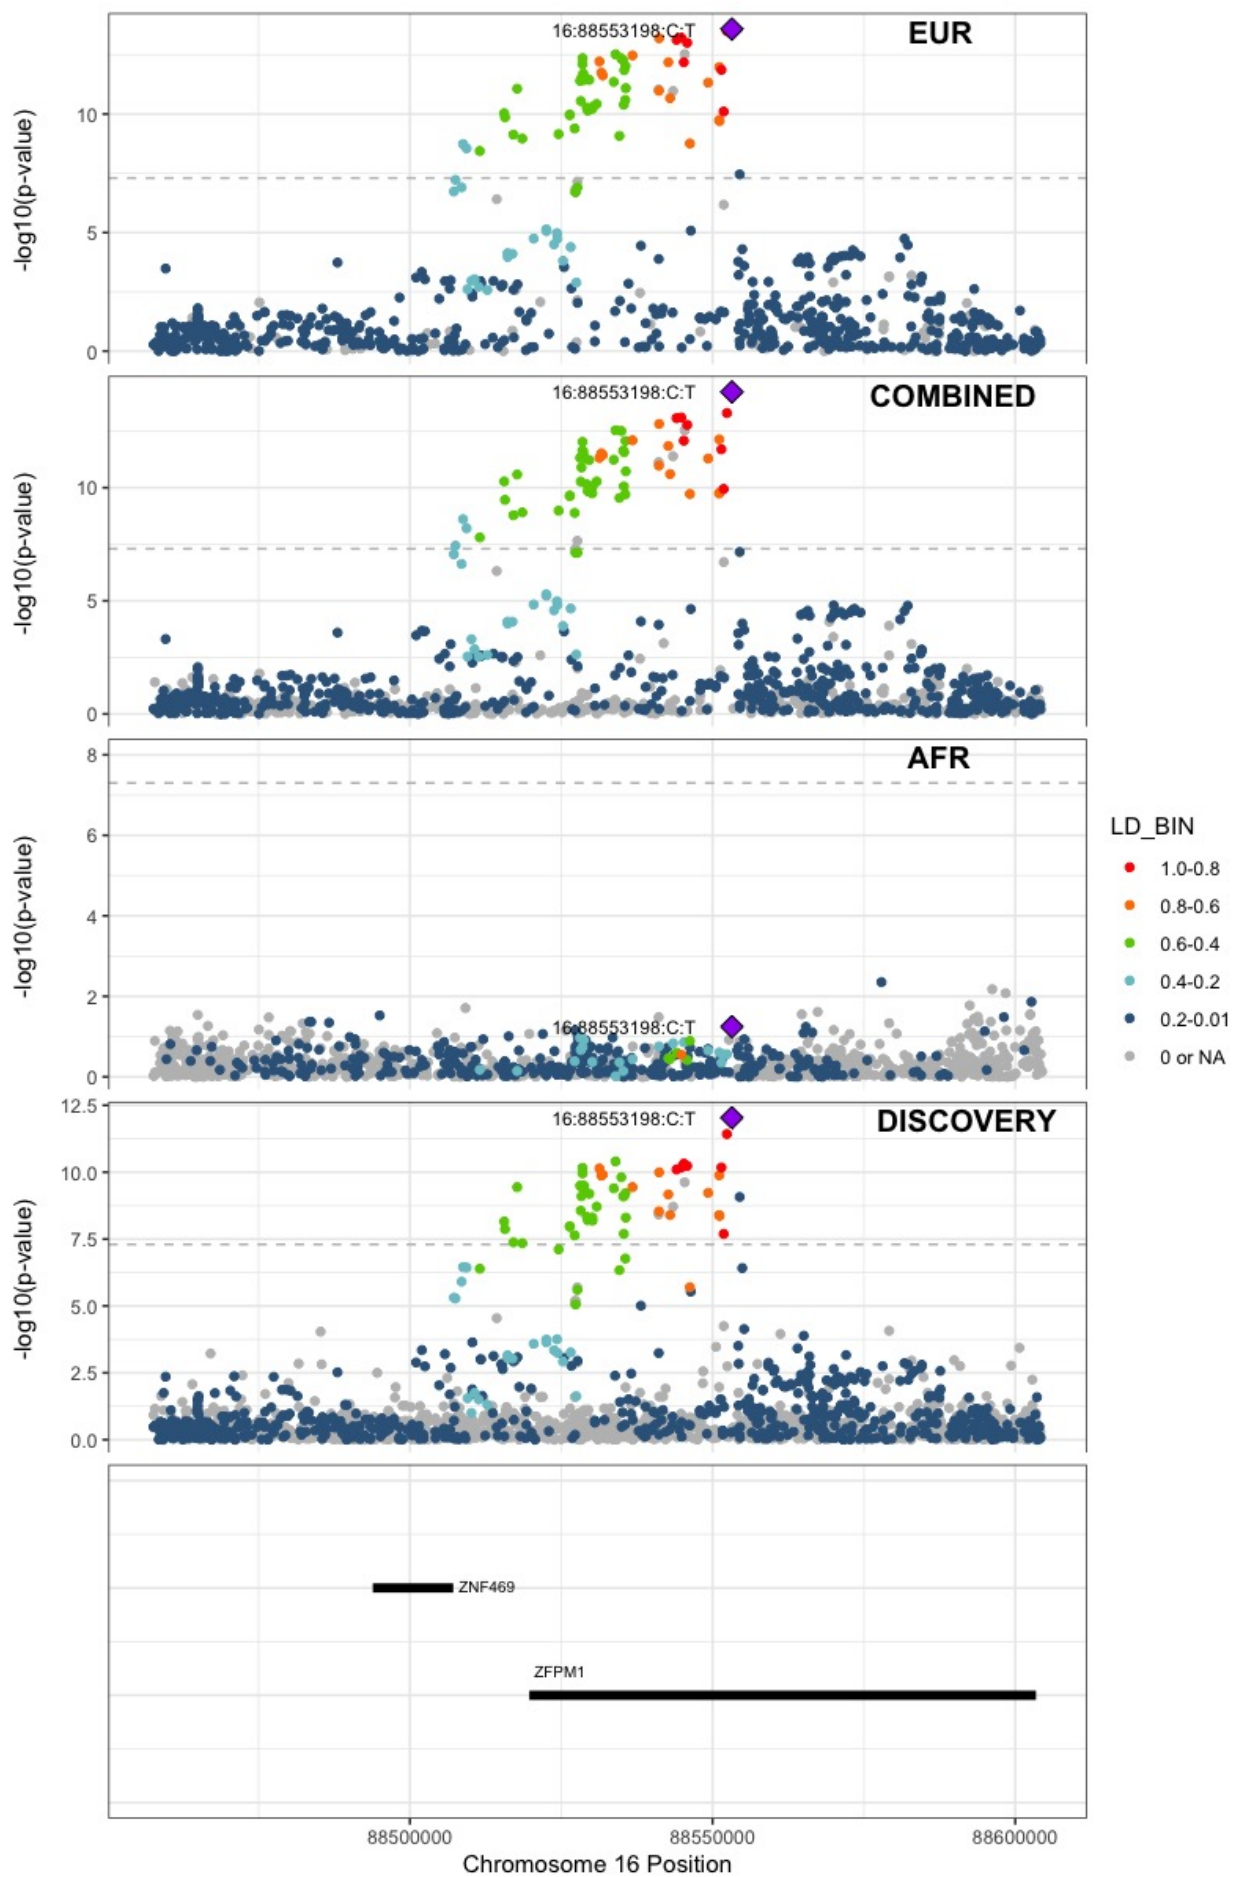 16:88553198:C:T
EUR
10
5
0
-log10(p-value)
16:88553198:C:T
COMBINED
10
5
0
-log10(p-value)
AFR
8
6
4
2
0
-log10(p-value)
16:88553198:C:T
LD_BIN
1.0-0.8
0.8-0.6
0.6-0.4
0.4-0.2
0.2-0.01
0 or NA
16:88553198:C:T
DISCOVERY
12.5
10.0
7.5
5.0
2.5
0.0
-log10(p-value)
ZNF469
ZFPM1
88500000
88550000
88600000
Chromosome 16 Position